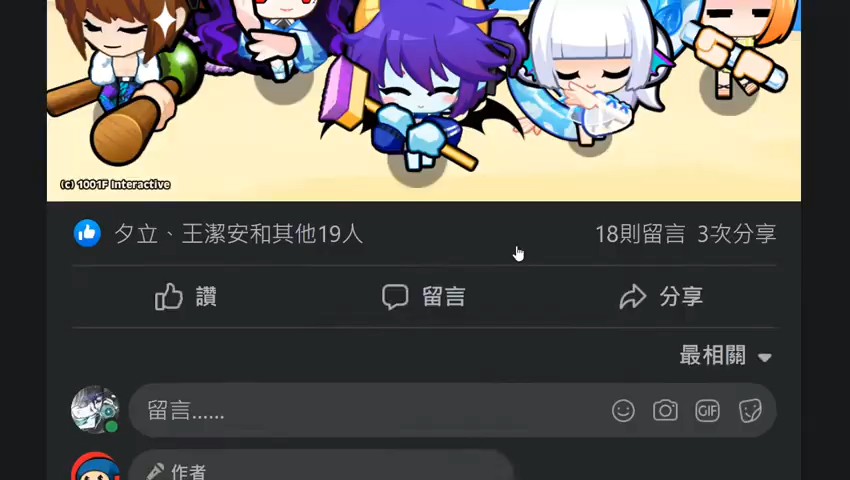 (c) 1001F Interactive
夕立、王潔安和其他19人
18則留言 3次分享
讚
留言
分享
最相關
留言......
GIF
作者